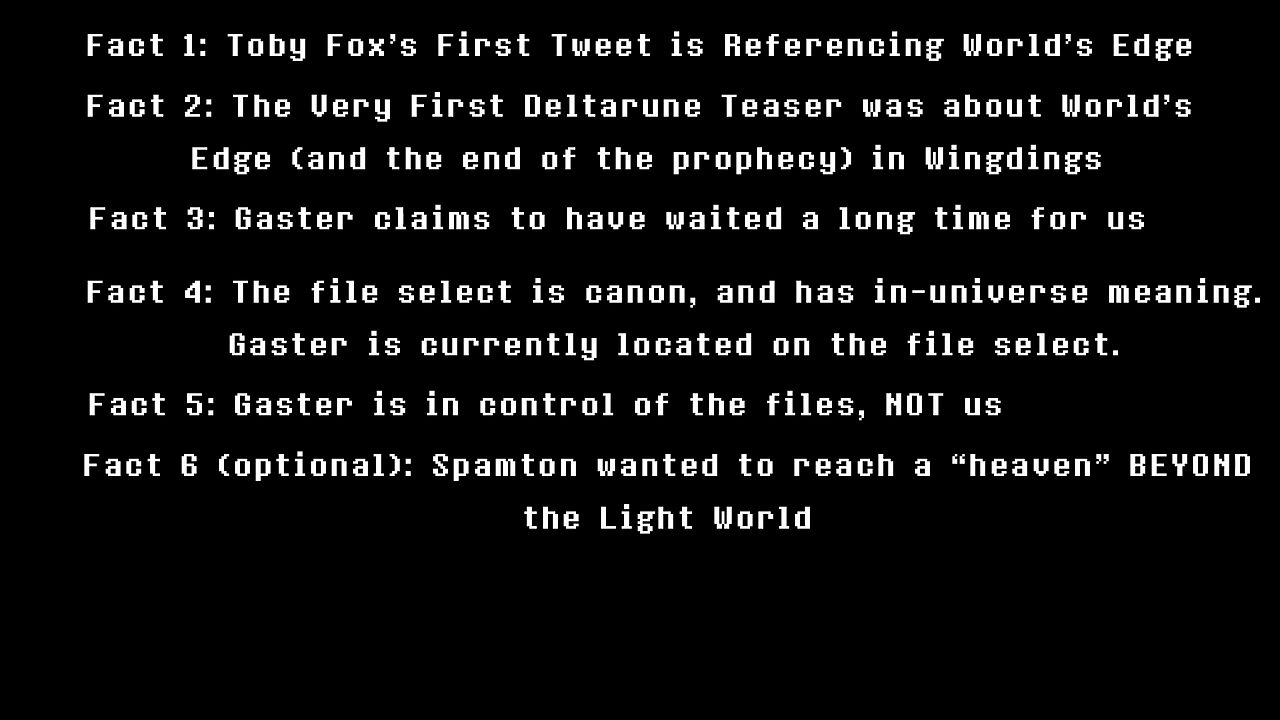 Fact 1: Toby Fox’s First Tweet is Referencing World’s Edge
Fact 2: The Very First Deltarune Teaser was about World’s
Edge (and the end of the prophecy) in Wingdings
Fact 3: Gaster claims to have waited a long time for us
Fact 4: The file select is canon, and has in-universe meaning.
Gaster is currently located on the file select.
Fact 5: Gaster is in control of the files, NOT us
Fact 6 (optional): Spamton wanted to reach a “heaven” BEYOND
the Light World